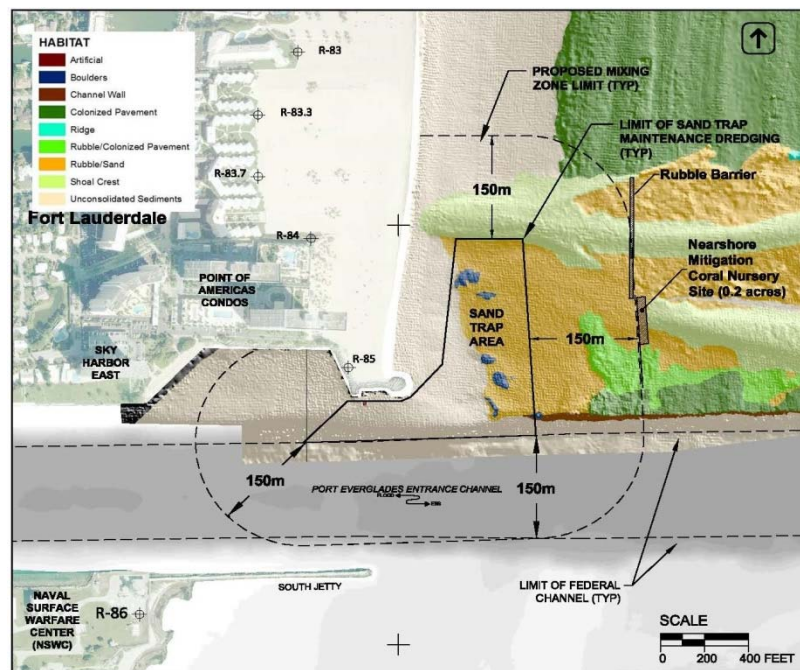 HABITAT
Artificial
Boulders
Channel Wall
Colonized Pavement
Ridge
Rubble/Colonized Pavement
Rubble/Sand
Shoal Crest
Unconsolidated Sediments
Fort Lauderdale
R-83
R-83.3
R-83.7
R-84
R-85
POINT OF
AMERICAS
CONDOS
SKY
HARBOR
EAST
PROPOSED MIXING
ZONE LIMIT (TYP)
LIMIT OF SAND TRAP
MAINTENANCE DREDGING
(TYP)
150m
Rubble Barrier
Nearshore
Mitigation
Coral Nursery
Site (0.2 acres)
SAND
TRAP
AREA
150m
150m
PORT EVERGLADES ENTRANCE CHANNEL
FLOOD
EBB
150m
SOUTH JETTY
LIMIT OF FEDERAL
CHANNEL (TYP)
NAVAL
SURFACE
WARFARE
CENTER
(NSWC)
R-86
SCALE
0 200 400 FEET